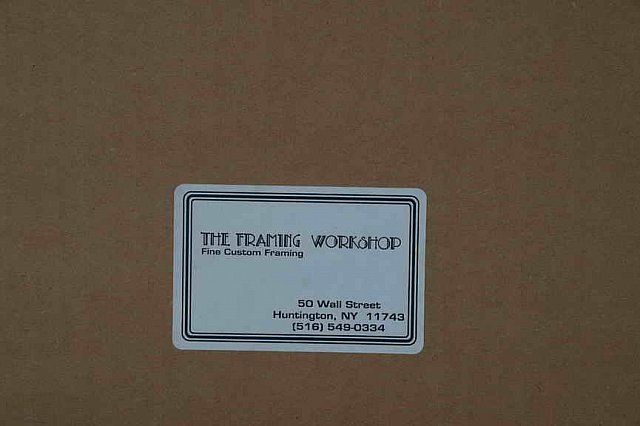 THE FRAMING WORKSHOP
Fine Custom Framing
50 Wall Street
Huntington, NY 11743
(516) 549-0334